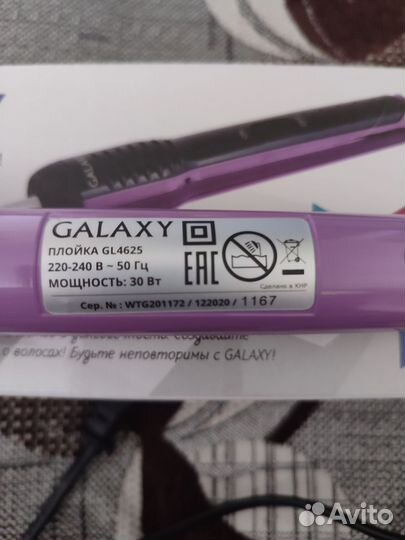 GALAXY
GALAXY
ПЛОЙКА GL4625
220-240 В ~ 50 Гц
МОЩНОСТЬ: 30 Вт
EAC
Сделано в КНР
Сер. № : WTG201172 / 122020 / 1167
о волосах! Будьте неповторимы с GALAXY!
Avito